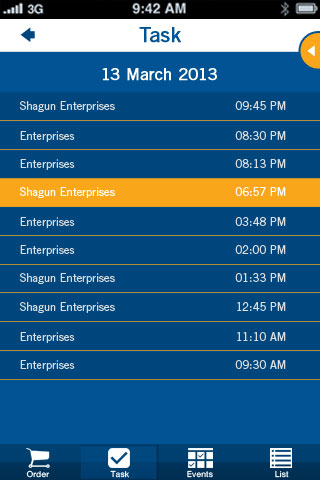 3G 9:42 AM
Task
13 March 2013
Shagun Enterprises 09:45 PM
Enterprises 08:30 PM
Enterprises 08:13 PM
Shagun Enterprises 06:57 PM
Enterprises 03:48 PM
Enterprises 02:00 PM
Shagun Enterprises 01:33 PM
Shagun Enterprises 12:45 PM
Enterprises 11:10 AM
Enterprises 09:30 AM
Order Task Events List